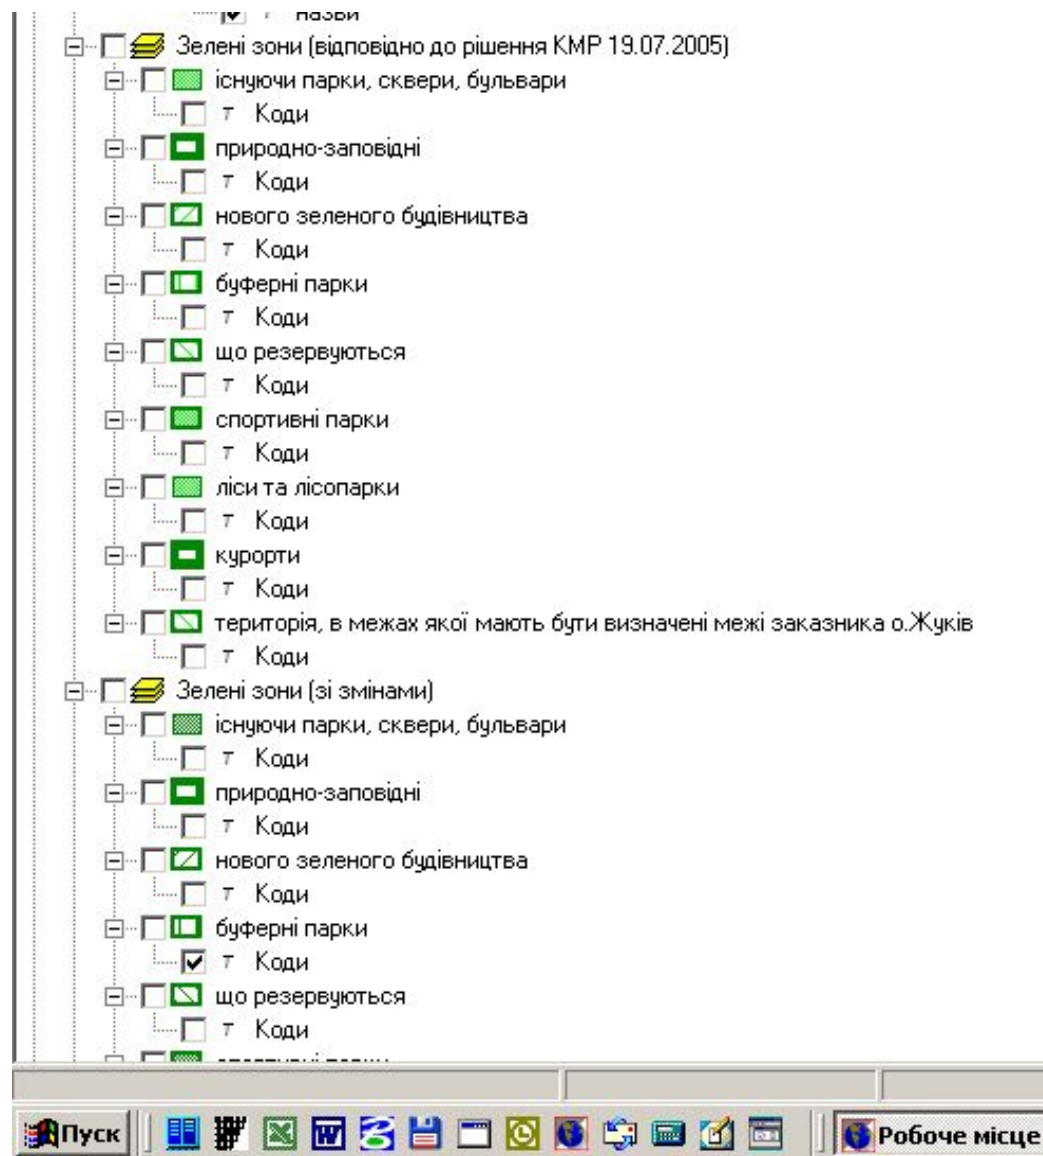 назви
Зелені зони (відповідно до рішення КМР 19.07.2005)
існуючи парки, сквери, бульвари
T Коди
природно-заповідні
T Коди
нового зеленого будівництва
T Коди
буферні парки
T Коди
що резервуються
T Коди
спортивні парки
T Коди
ліси та лісопарки
T Коди
курорти
T Коди
територія, в межах якої мають бути визначені межі заказника о.Жуків
T Коди
Зелені зони (зі змінами)
існуючи парки, сквери, бульвари
T Коди
природно-заповідні
T Коди
нового зеленого будівництва
T Коди
буферні парки
T Коди
що резервуються
T Коди
Пуск Робоче місце